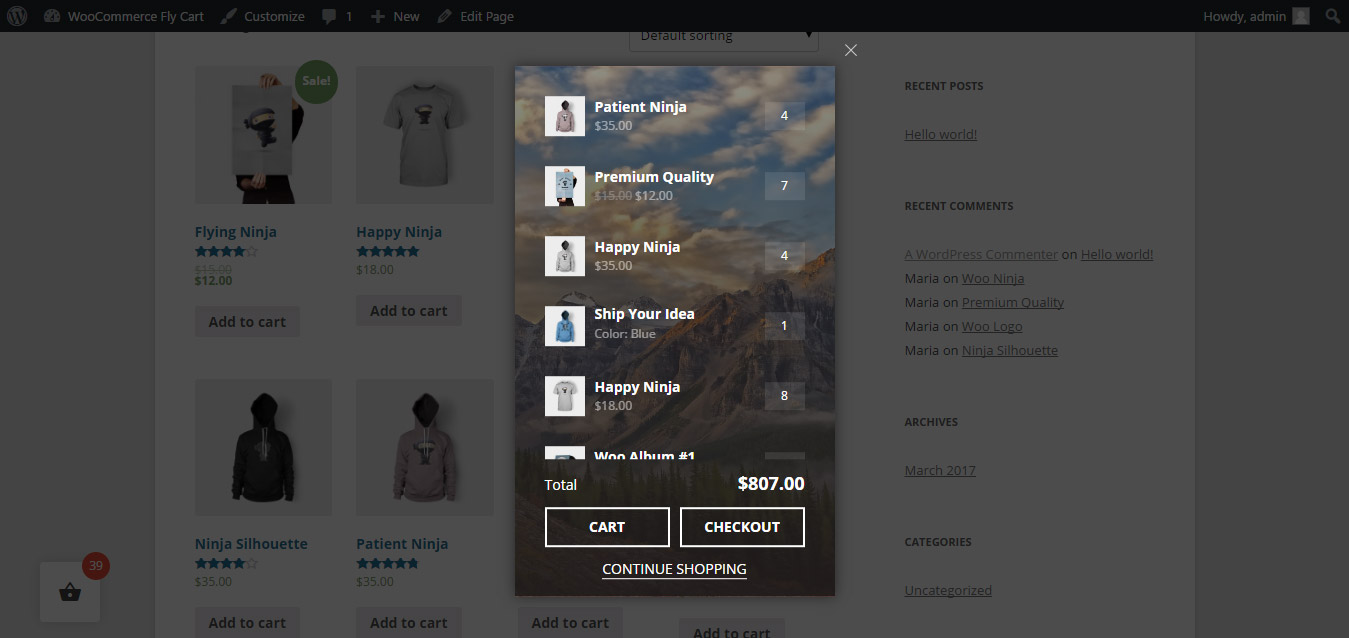 WooCommerce Fly Cart Customize 1 New Edit Page Howdy, admin
Default sorting
Sale!
Flying Ninja
$15.00
$12.00
Add to cart
Happy Ninja
$18.00
Add to cart
Ninja Silhouette
$35.00
Add to cart
Patient Ninja
$35.00
Add to cart
Add to cart
Add to cart
39
Patient Ninja
$35.00
4
Premium Quality
$15.00 $12.00
7
Happy Ninja
$35.00
4
Ship Your Idea
Color: Blue
1
Happy Ninja
$18.00
8
Woo Album #1
Total $807.00
CART CHECKOUT
CONTINUE SHOPPING
RECENT POSTS
Hello world!
RECENT COMMENTS
A WordPress Commenter on Hello world!
Maria on Woo Ninja
Maria on Premium Quality
Maria on Woo Logo
Maria on Ninja Silhouette
ARCHIVES
March 2017
CATEGORIES
Uncategorized